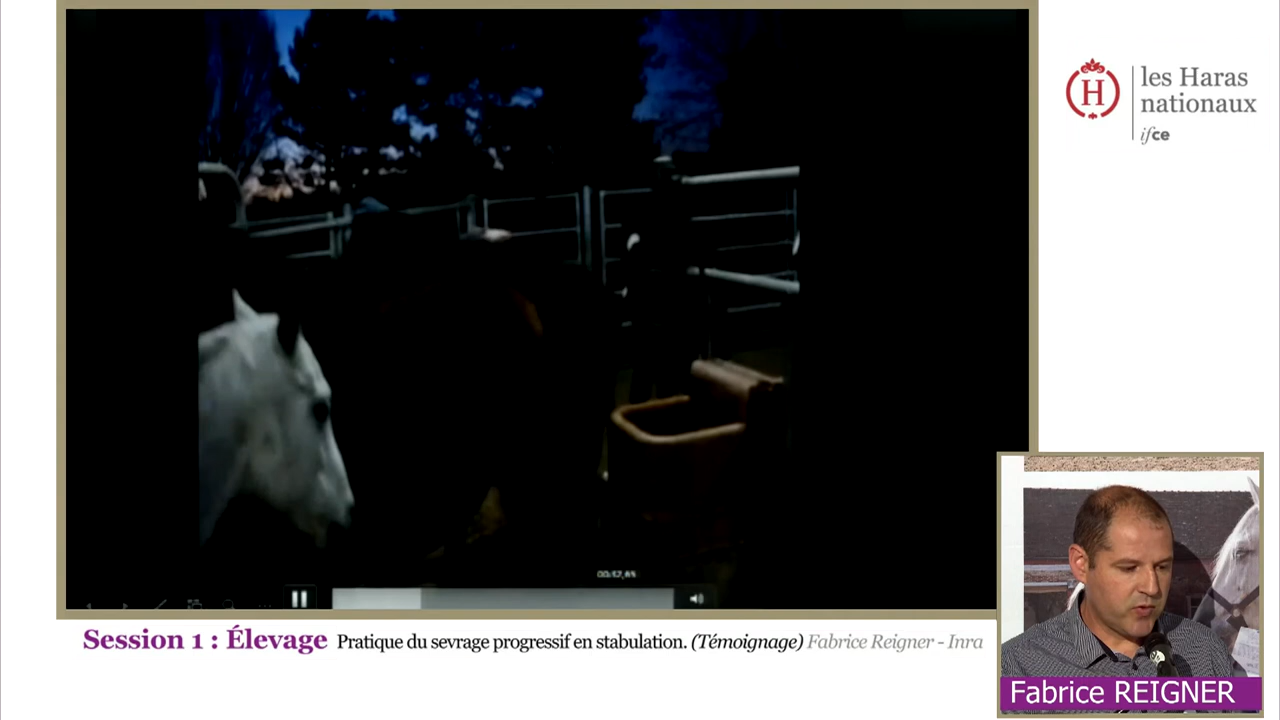 H
les Haras
nationaux
ifce
Session 1 : Élevage Pratique du sevrage progressif en stabulation. (Témoignage) Fabrice Reigner - Inra
Fabrice REIGNER